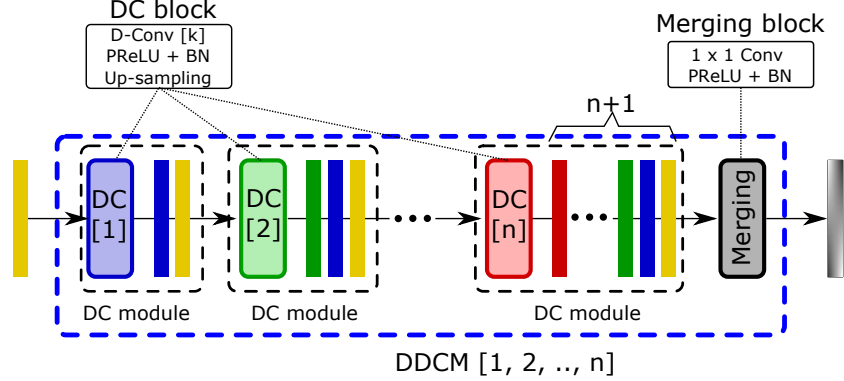 DC block
D-Conv [k]
PReLU + BN
Up-sampling
Merging block
1 x 1 Conv
PReLU + BN
n+1
DC
[1]
DC
[2]
DC
[n]
Merging
DC module
DC module
DC module
DDCM [1, 2, .., n]